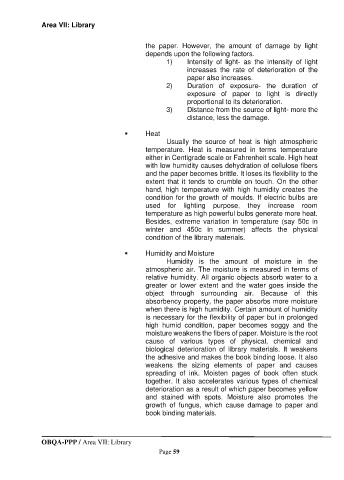 Area VII: Library
the paper. However, the amount of damage by light
depends upon the following factors.
1) Intensity of light- as the intensity of light
increases the rate of deterioration of the
paper also increases.
2) Duration of exposure- the duration of
exposure of paper to light is directly
proportional to its deterioration.
3) Distance from the source of light- more the
distance, less the damage.
▪ Heat
Usually the source of heat is high atmospheric
temperature. Heat is measured in terms temperature
either in Centigrade scale or Fahrenheit scale. High heat
with low humidity causes dehydration of cellulose fibers
and the paper becomes brittle. It loses its flexibility to the
extent that it tends to crumble on touch. On the other
hand, high temperature with high humidity creates the
condition for the growth of moulds. If electric bulbs are
used for lighting purpose, they increase room
temperature as high powerful bulbs generate more heat.
Besides, extreme variation in temperature (say 50c in
winter and 450c in summer) affects the physical
condition of the library materials.
▪ Humidity and Moisture
Humidity is the amount of moisture in the
atmospheric air. The moisture is measured in terms of
relative humidity. All organic objects absorb water to a
greater or lower extent and the water goes inside the
object through surrounding air. Because of this
absorbency property, the paper absorbs more moisture
when there is high humidity. Certain amount of humidity
is necessary for the flexibility of paper but in prolonged
high humid condition, paper becomes soggy and the
moisture weakens the fibers of paper. Moisture is the root
cause of various types of physical, chemical and
biological deterioration of library materials. It weakens
the adhesive and makes the book binding loose. It also
weakens the sizing elements of paper and causes
spreading of ink. Moisten pages of book often stuck
together. It also accelerates various types of chemical
deterioration as a result of which paper becomes yellow
and stained with spots. Moisture also promotes the
growth of fungus, which cause damage to paper and
book binding materials.
OBQA-PPP / Area VII: Library
Page 59